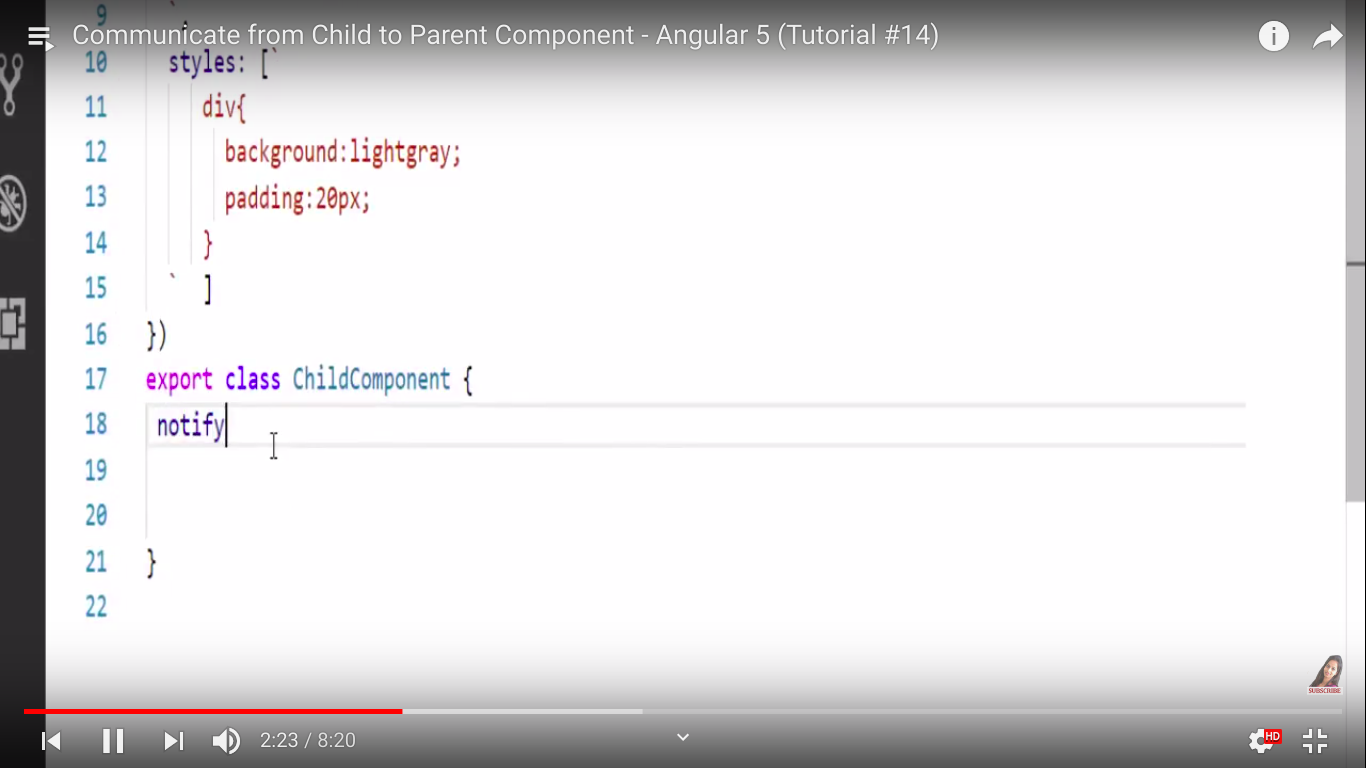 Communicate from Child to Parent Component - Angular 5 (Tutorial #14)
9 `,
10 styles: [`
11 div{
12 background:lightgray;
13 padding:20px;
14 }
15 ` ]
16 })
17 export class ChildComponent {
18 notify
19
20
21 }
22
SUBSCRIBE
2:23 / 8:20
HD